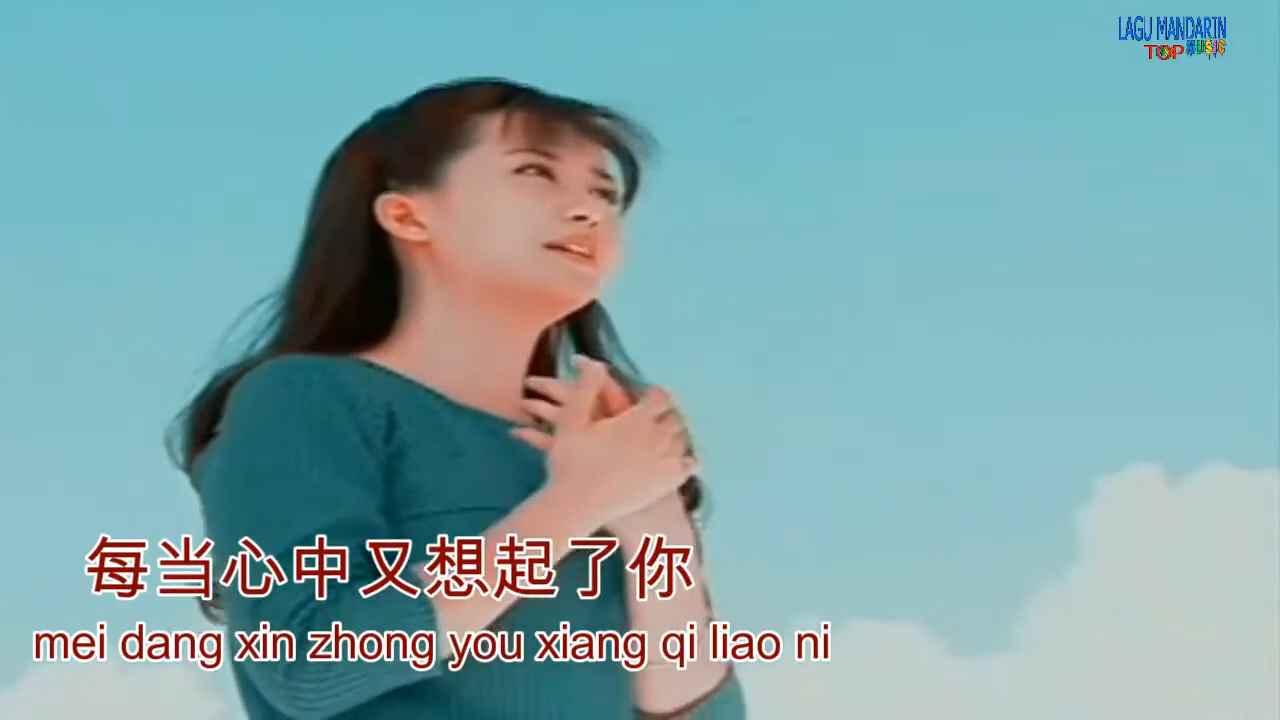 LAGU MANDARIN
TOP MUSIC
每当心中又想起了你
mei dang xin zhong you xiang qi liao ni